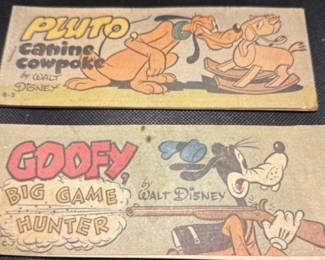 PLUTO
canine
cowpoke
by WALT
DISNEY
GOOFY,
BIG GAME
HUNTER
by
WALT DISNEY